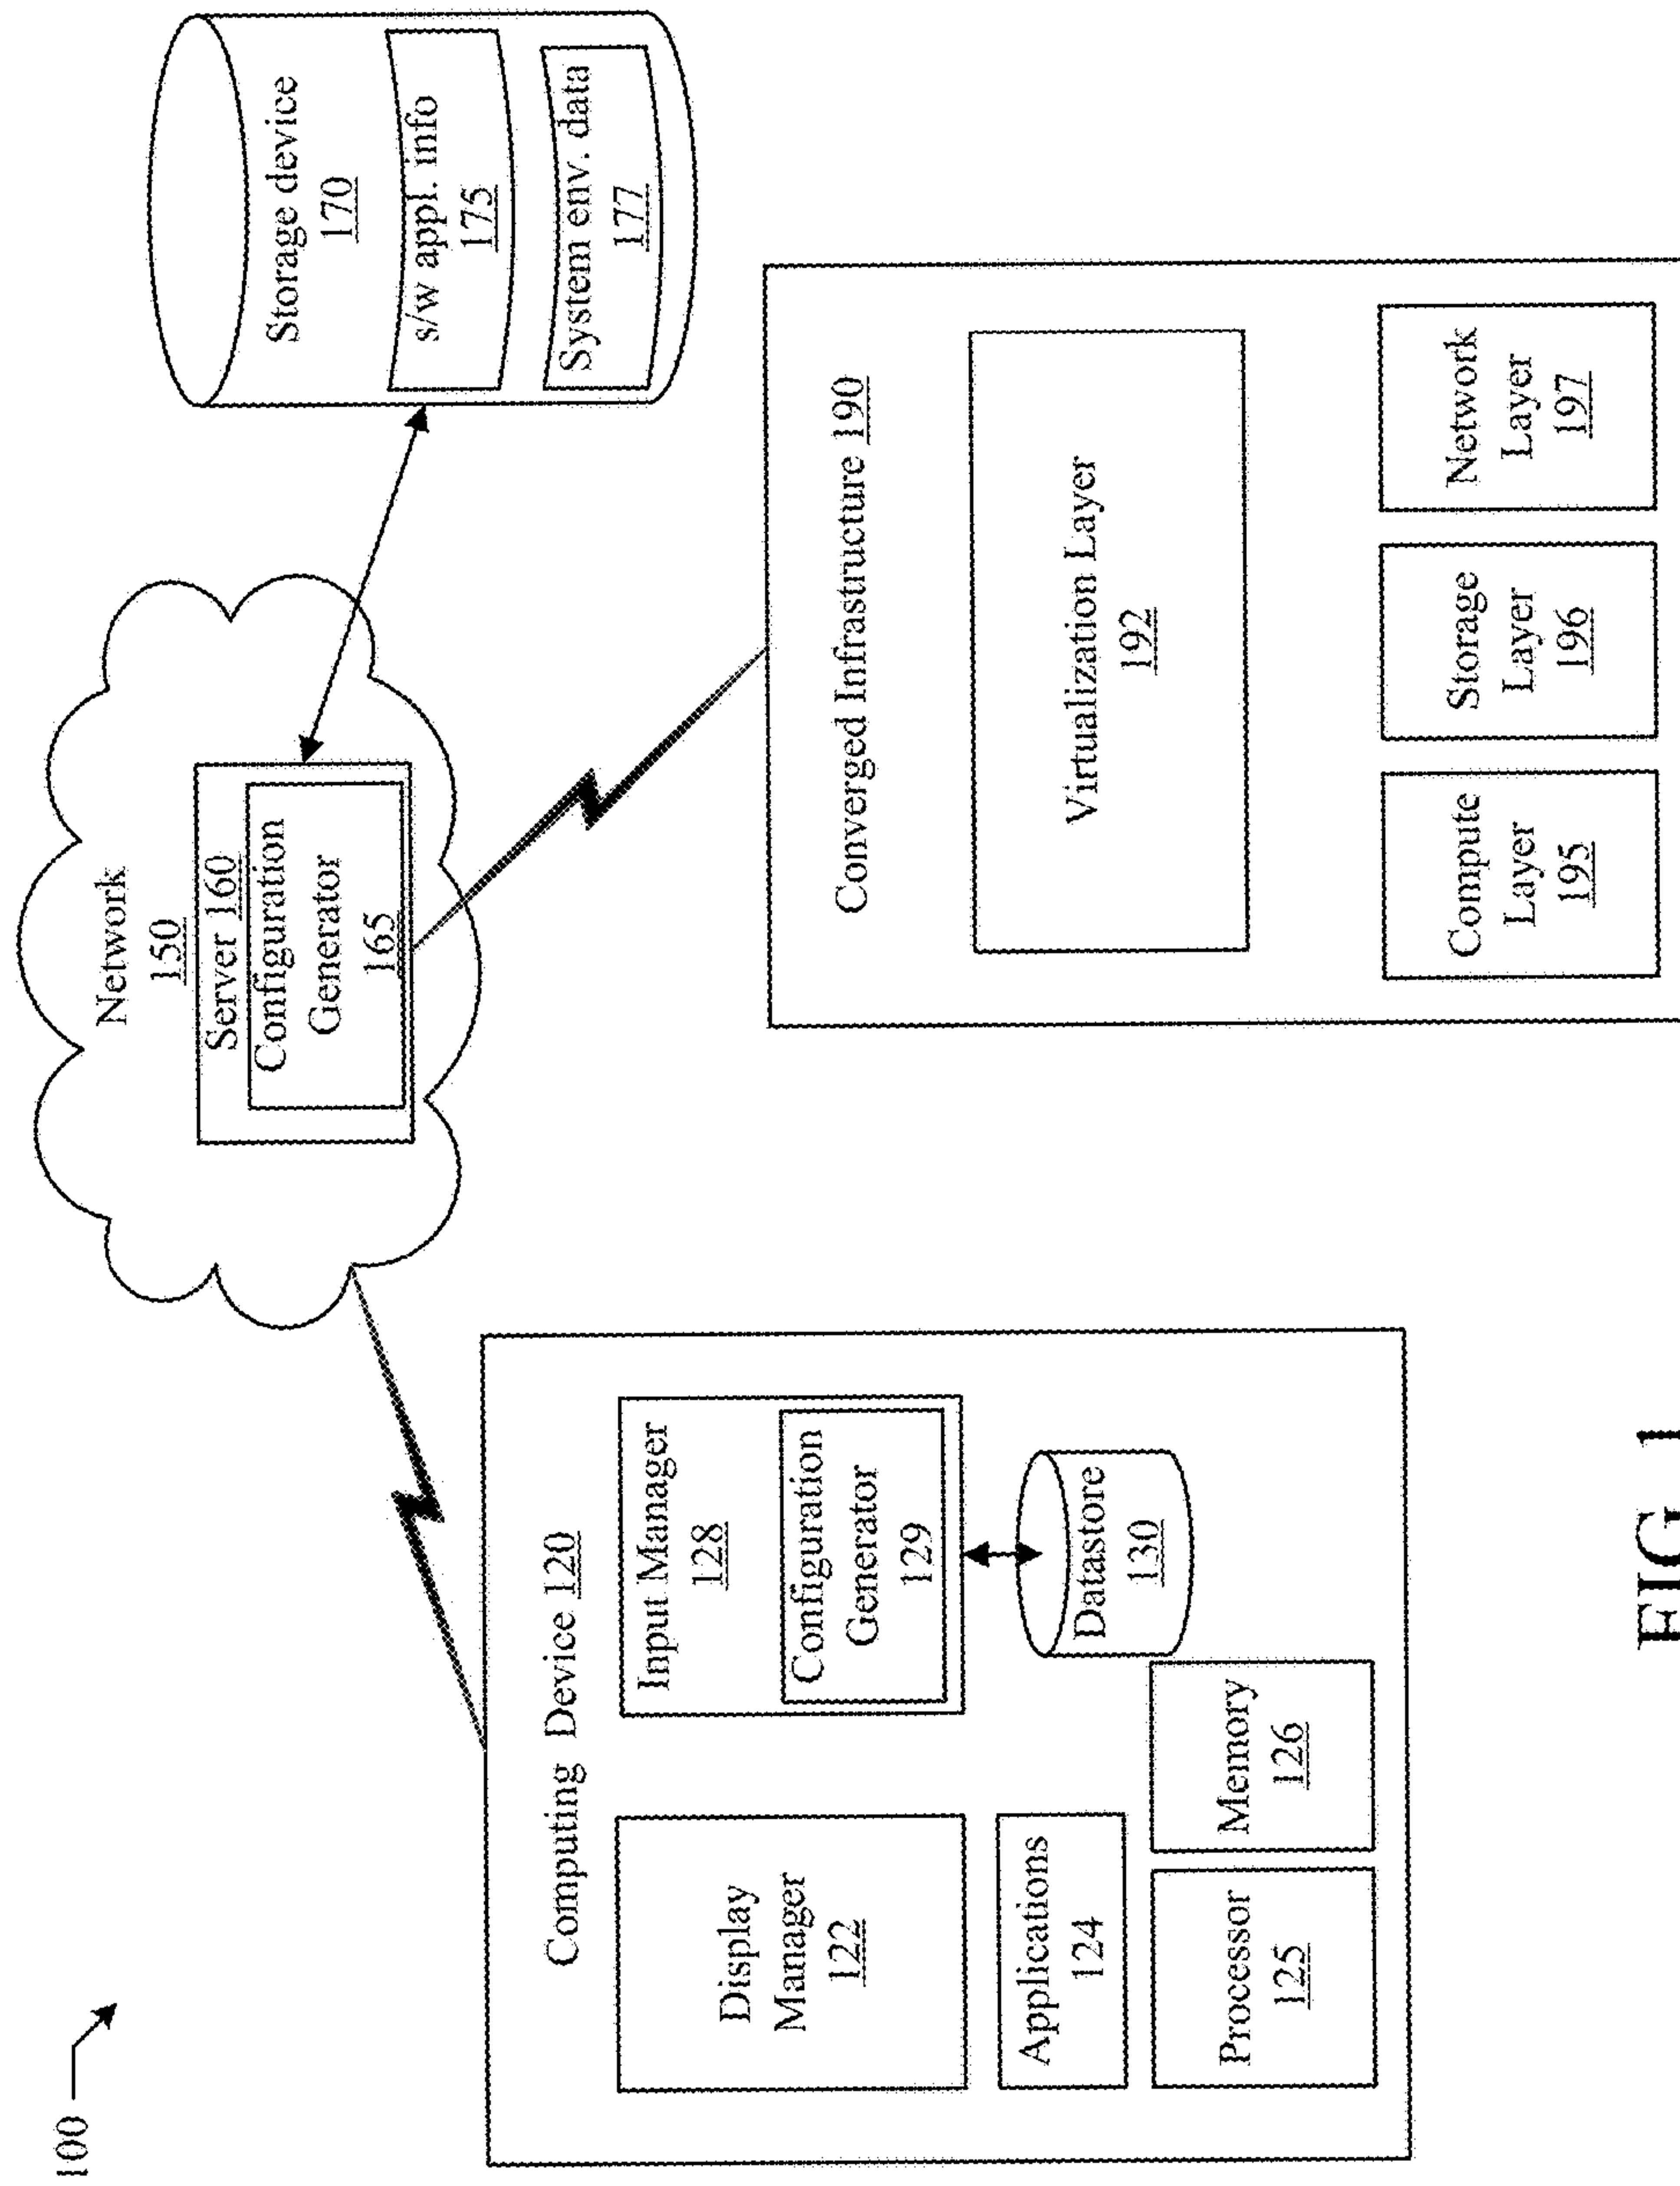 100
Network
150
Server 160
Configuration
Generator
165
Storage device
170
s/w appl. info
175
System env. data
177
Computing Device 120
Display
Manager
122
Input Manager
128
Configuration
Generator
129
Applications
124
Datastore
130
Processor
125
Memory
126
Converged Infrastructure 190
Virtualization Layer
192
Compute
Layer
195
Storage
Layer
196
Network
Layer
197
FIG. 1